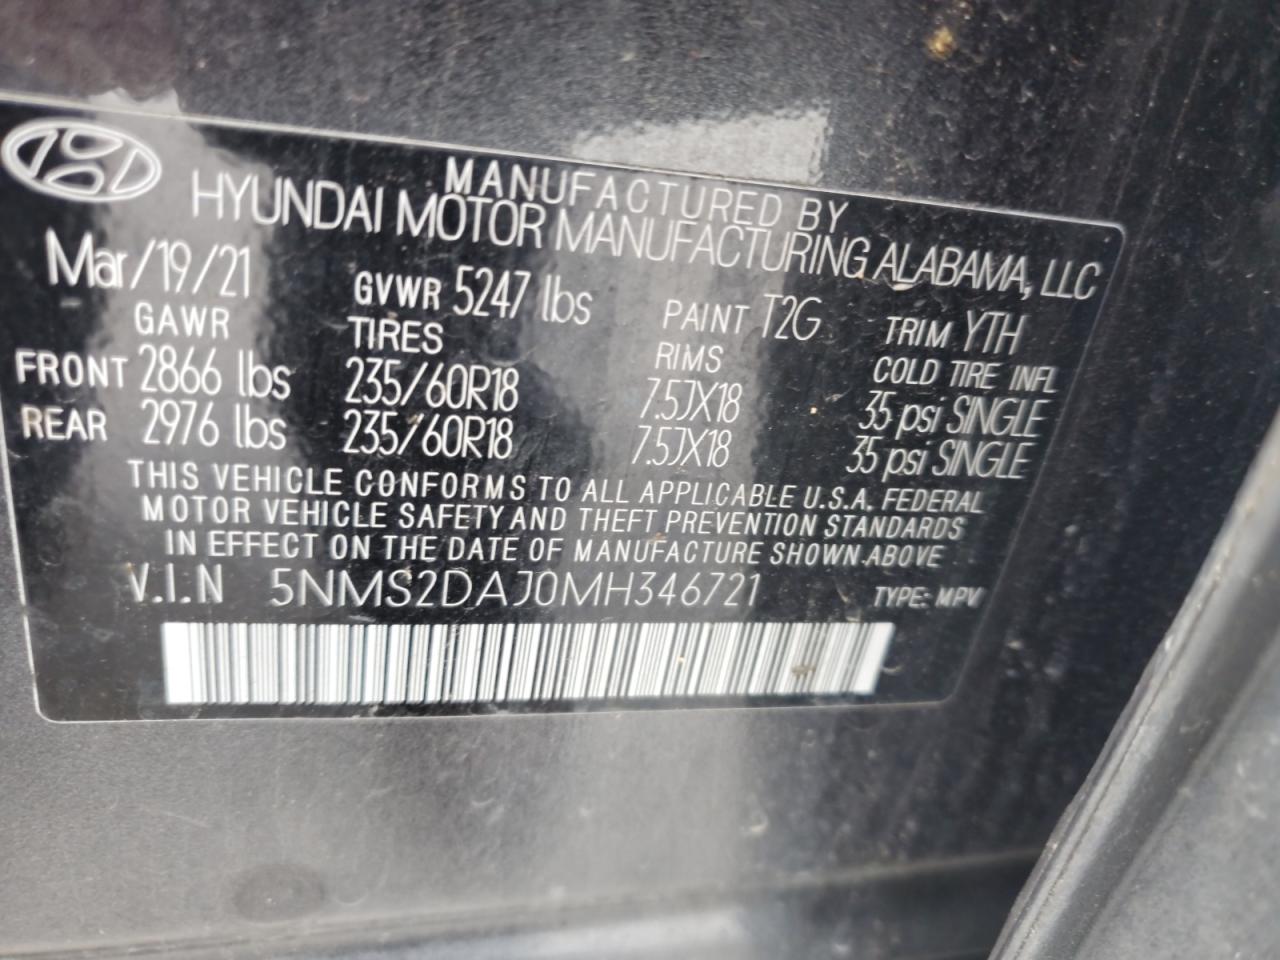 MANUFACTURED BY
HYUNDAI MOTOR MANUFACTURING ALABAMA, LLC
Mar/19/21 GVWR 5247 lbs PAINT T2G TRIM YTH
GAWR TIRES RIMS COLD TIRE INFL
FRONT 2866 lbs 235/60R18 7.5JX18 35 psi SINGLE
REAR 2976 lbs 235/60R18 7.5JX18 35 psi SINGLE
THIS VEHICLE CONFORMS TO ALL APPLICABLE U.S.A. FEDERAL
MOTOR VEHICLE SAFETY AND THEFT PREVENTION STANDARDS
IN EFFECT ON THE DATE OF MANUFACTURE SHOWN ABOVE
V.I.N 5NMS2DAJ0MH346721 TYPE: MPV